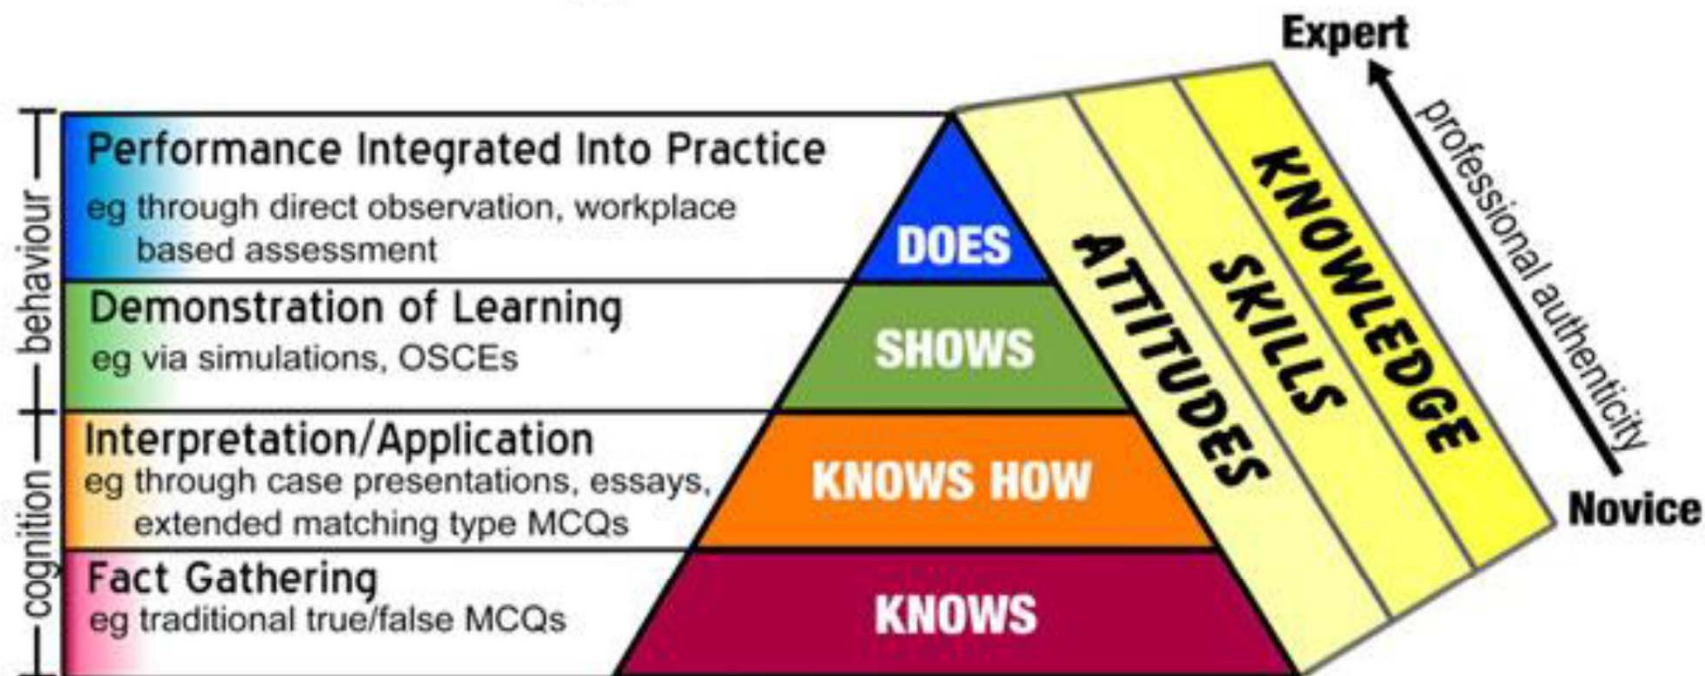 Expert
professional authenticity
Novice
KNOWLEDGE
SKILLS
ATTITUDES
behaviour
Performance Integrated Into Practice
eg through direct observation, workplace
based assessment
DOES
Demonstration of Learning
eg via simulations, OSCEs
SHOWS
cognition
Interpretation/Application
eg through case presentations, essays,
extended matching type MCQs
KNOWS HOW
Fact Gathering
eg traditional true/false MCQs
KNOWS